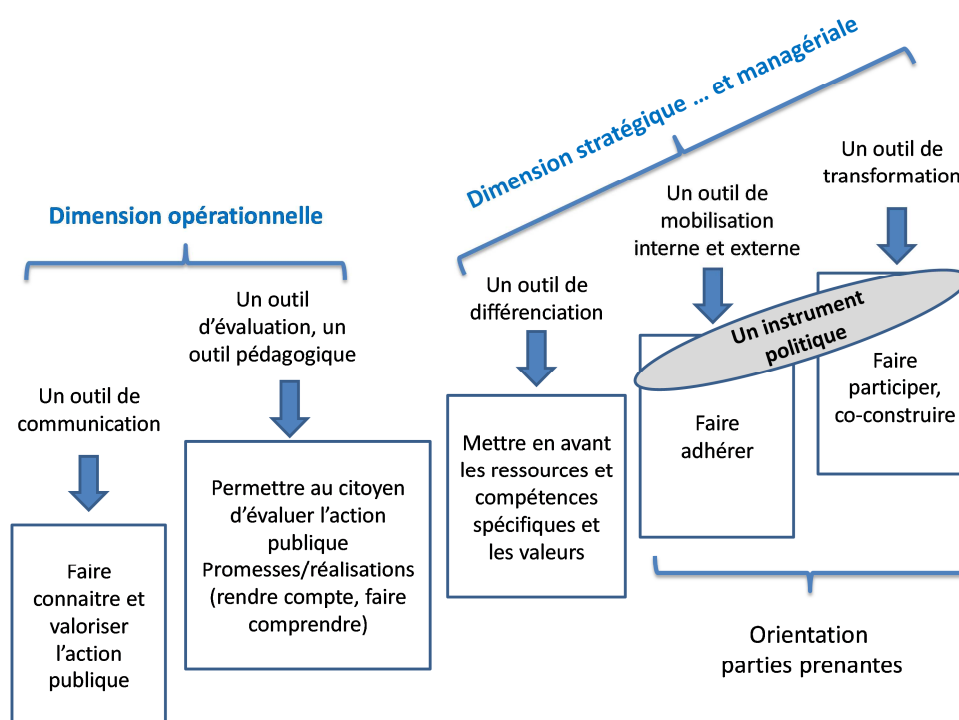 Dimension stratégique ... et managériale
Dimension opérationnelle
Un outil de
communication
Faire
connaitre et
valoriser
l’action
publique
Un outil
d’évaluation, un
outil pédagogique
Permettre au citoyen
d’évaluer l’action
publique
Promesses/réalisations
(rendre compte, faire
comprendre)
Un outil de
différenciation
Mettre en avant
les ressources et
compétences
spécifiques et
les valeurs
Un outil de
mobilisation
interne et externe
Faire
adhérer
Un outil de
transformation
Faire
participer,
co-construire
Un instrument
politique
Orientation
parties prenantes